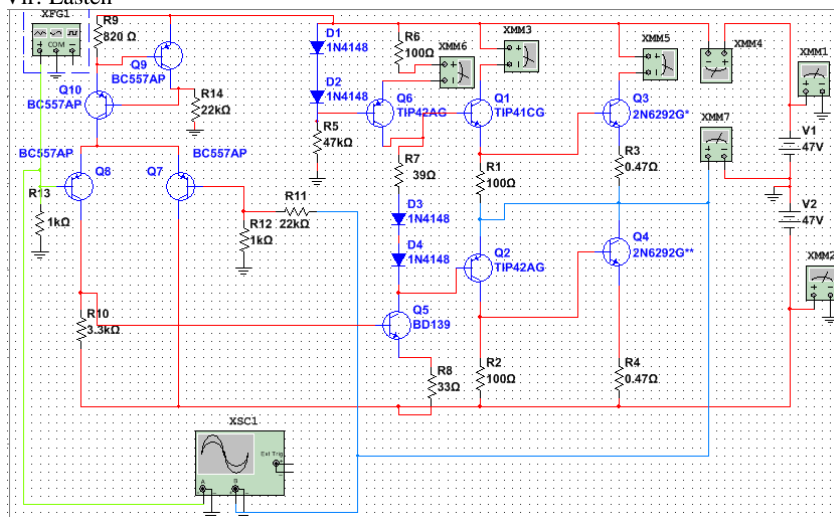 Vir: Lasten
XFG1
COM
R9
820 Ω
Q9
BC557AP
Q10
BC557AP
R14
22kΩ
BC557AP
BC557AP
Q8
Q7
R13
1kΩ
R12
1kΩ
R11
22kΩ
R10
3.3kΩ
D1
1N4148
D2
1N4148
R5
47kΩ
R6
100Ω
XMM6
XMM3
XMM5
XMM4
XMM1
Q6
TIP42AG
Q1
TIP41CG
Q3
2N6292G*
XMM7
V1
47V
R7
39Ω
R1
100Ω
R3
0.47Ω
D3
1N4148
D4
1N4148
V2
47V
Q2
TIP42AG
Q4
2N6292G**
XMM2
Q5
BD139
R8
33Ω
R2
100Ω
R4
0.47Ω
XSC1
Ext Trig
A
B